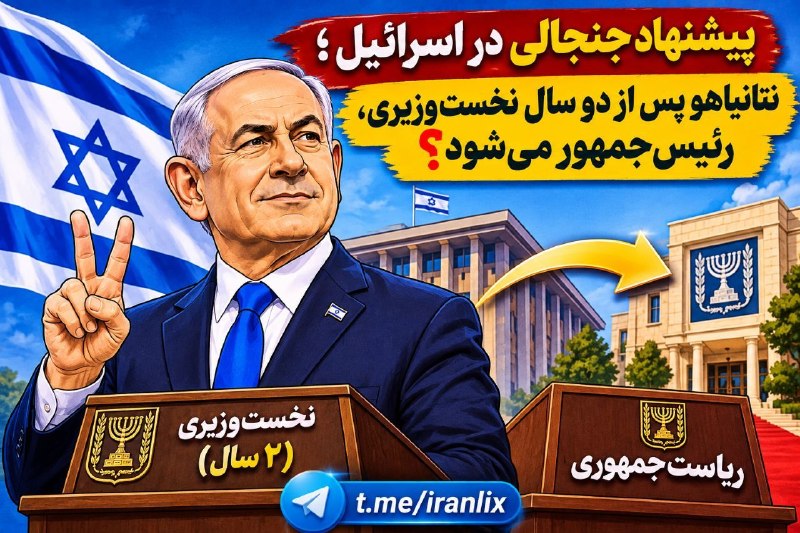 پیشنهاد جنجالی در اسرائیل ؛
نتانیاهو پس از دو سال نخست‌وزیری،
رئیس‌جمهور می‌شود ؟
نخست‌وزیری
(۲ سال)
ریاست‌جمهوری
t.me/iranlix